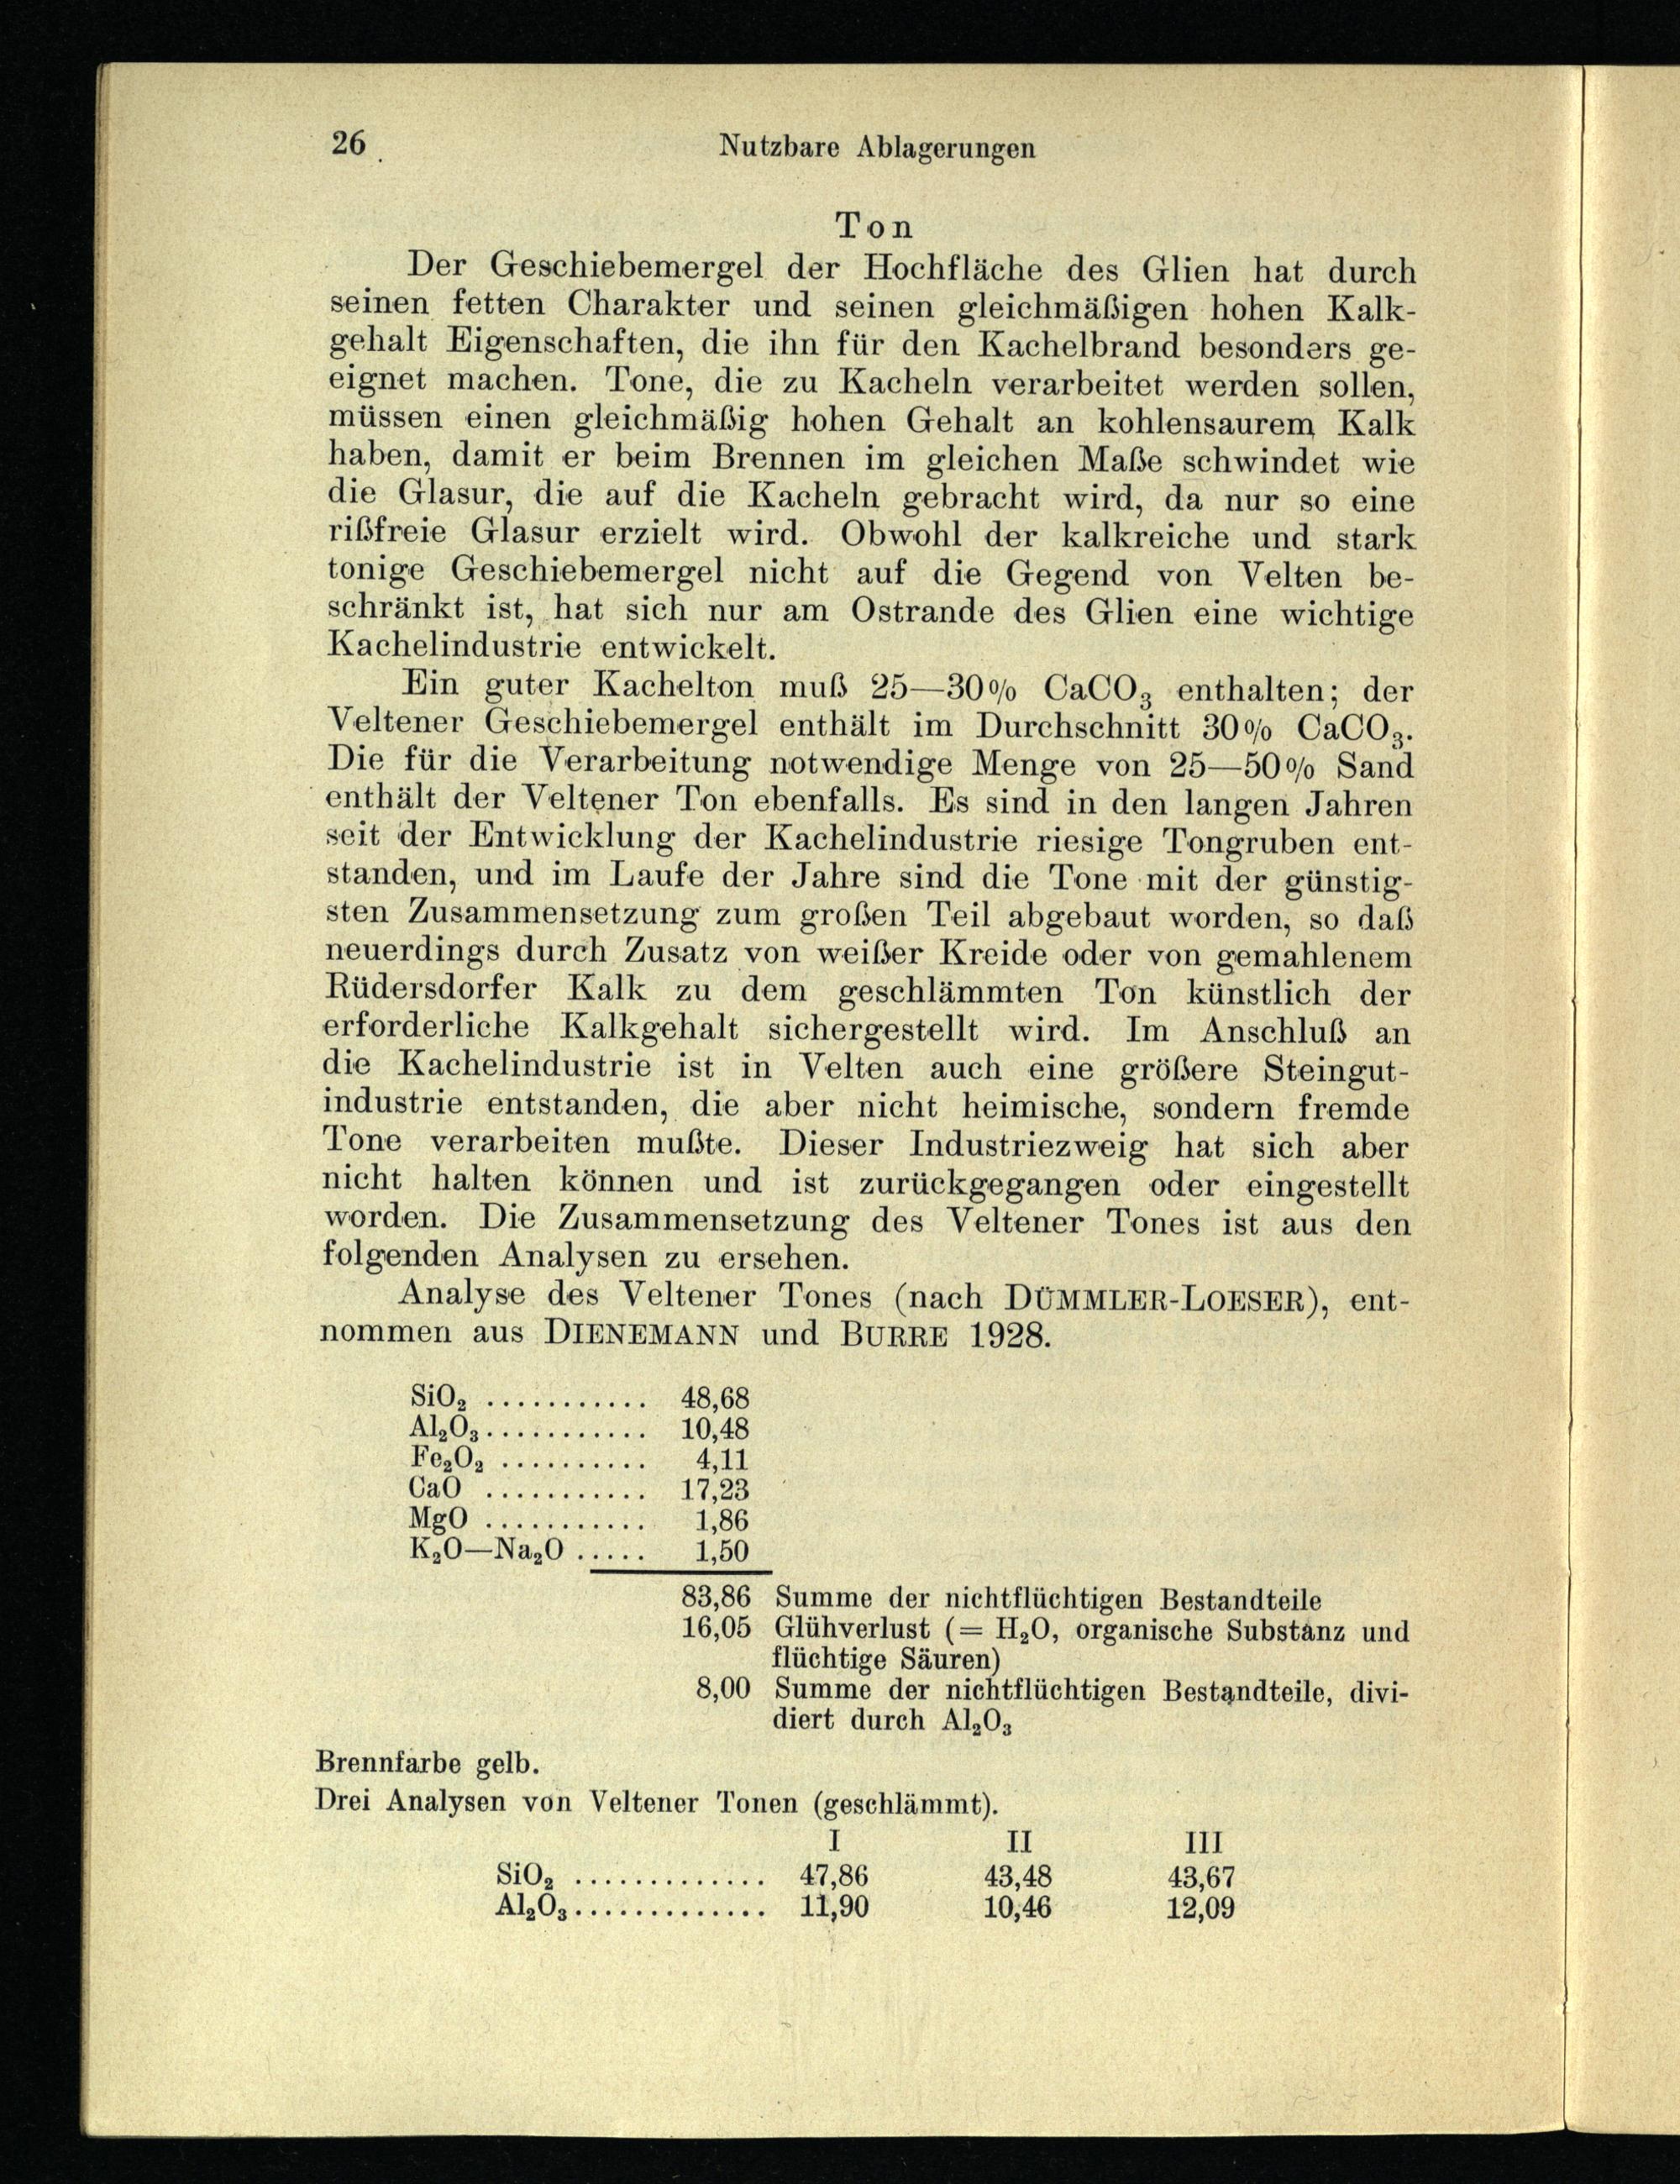 26 Nutzbare Ablagerungen
Ton
Der Geschiebemergel der Hochfläche des Glien hat durch
seinen fetten Charakter und seinen gleichmäßigen hohen Kalk-
gehalt Eigenschaften, die ihn für den Kachelbrand besonders ge-
eignet machen. Tone, die zu Kacheln verarbeitet werden sollen,
müssen einen gleichmäßig hohen Gehalt an kohlensaurem Kalk
haben, damit er beim Brennen im gleichen Maße schwindet wie
die Glasur, die auf die Kacheln gebracht wird, da nur so eine
rißfreie Glasur erzielt wird. Obwohl der kalkreiche und stark
tonige Geschiebemergel nicht auf die Gegend von Velten be-
schränkt ist, hat sich nur am Ostrande des Glien eine wichtige
Kachelindustrie entwickelt.
Ein guter Kachelton muß 25—30% CaCO₃ enthalten; der
Veltener Geschiebemergel enthält im Durchschnitt 30% CaCO₃.
Die für die Verarbeitung notwendige Menge von 25—50% Sand
enthält der Veltener Ton ebenfalls. Es sind in den langen Jahren
seit der Entwicklung der Kachelindustrie riesige Tongruben ent-
standen, und im Laufe der Jahre sind die Tone mit der günstig-
sten Zusammensetzung zum großen Teil abgebaut worden, so daß
neuerdings durch Zusatz von weißer Kreide oder von gemahlenem
Rüdersdorfer Kalk zu dem geschlämmten Ton künstlich der
erforderliche Kalkgehalt sichergestellt wird. Im Anschluß an
die Kachelindustrie ist in Velten auch eine größere Steingut-
industrie entstanden, die aber nicht heimische, sondern fremde
Tone verarbeiten mußte. Dieser Industriezweig hat sich aber
nicht halten können und ist zurückgegangen oder eingestellt
worden. Die Zusammensetzung des Veltener Tones ist aus den
folgenden Analysen zu ersehen.
Analyse des Veltener Tones (nach DÜMMLER-LOESER), ent-
nommen aus DIENEMANN und BURRE 1928.
SiO₂ ........... 48,68
Al₂O₃........... 10,48
Fe₂O₃ .......... 4,11
CaO ........... 17,23
MgO ........... 1,86
K₂O—Na₂O ..... 1,50
83,86 Summe der nichtflüchtigen Bestandteile
16,05 Glühverlust (= H₂O, organische Substanz und
flüchtige Säuren)
8,00 Summe der nichtflüchtigen Bestandteile, divi-
diert durch Al₂O₃
Brennfarbe gelb.
Drei Analysen von Veltener Tonen (geschlämmt).
I II III
SiO₂ ............. 47,86 43,48 43,67
Al₂O₃............. 11,90 10,46 12,09